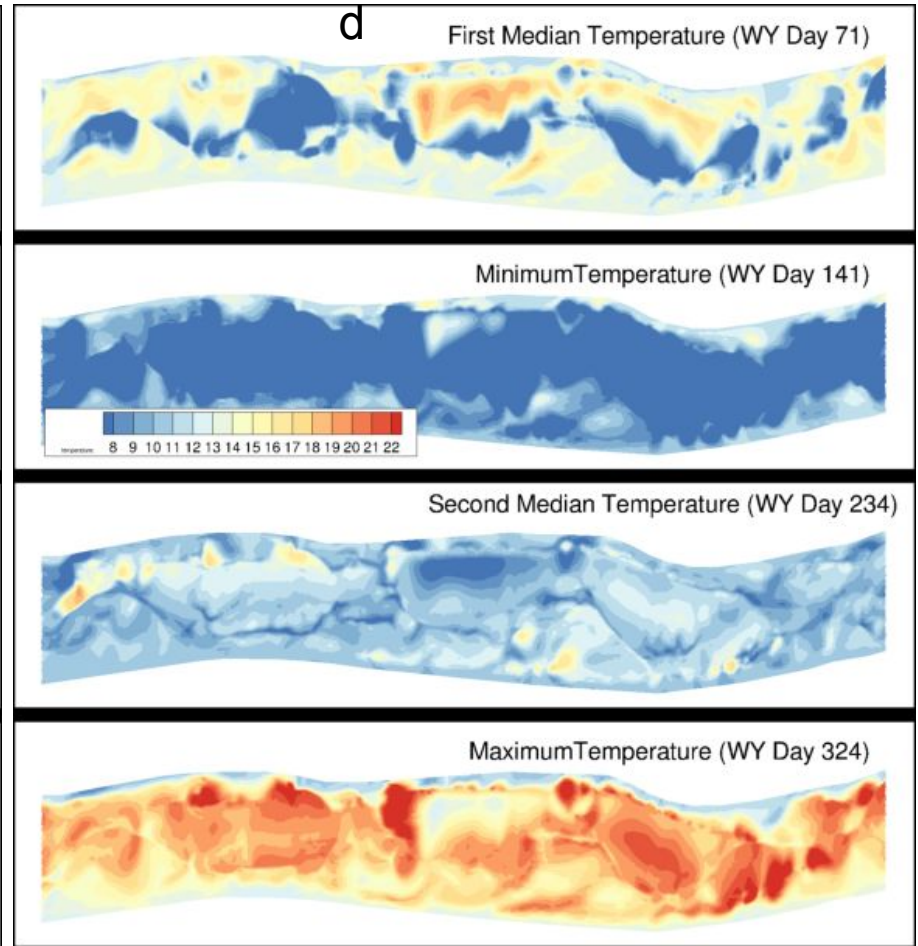 d
First Median Temperature (WY Day 71)
MinimumTemperature (WY Day 141)
8 9 10 11 12 13 14 15 16 17 18 19 20 21 22
temperature
Second Median Temperature (WY Day 234)
MaximumTemperature (WY Day 324)